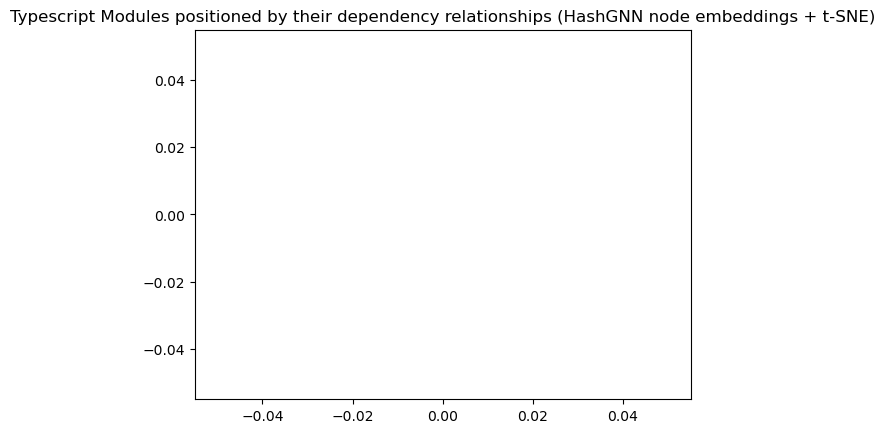 Typescript Modules positioned by their dependency relationships (HashGNN node embeddings + t-SNE)
0.04
0.02
0.00
−0.02
−0.04
−0.04 −0.02 0.00 0.02 0.04